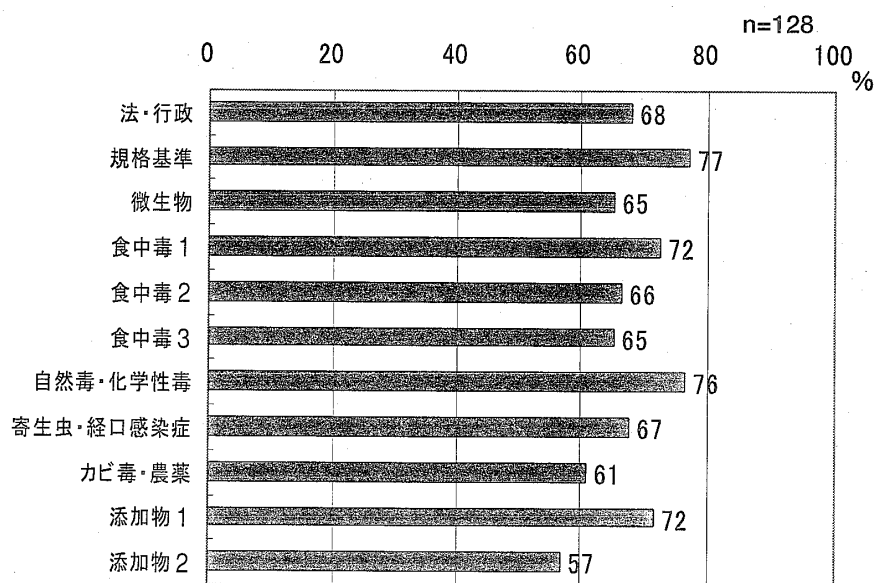 n=128
0 20 40 60 80 100
%
法・行政 68
規格基準 77
微生物 65
食中毒1 72
食中毒2 66
食中毒3 65
自然毒・化学性毒 76
寄生虫・経口感染症 67
カビ毒・農薬 61
添加物1 72
添加物2 57